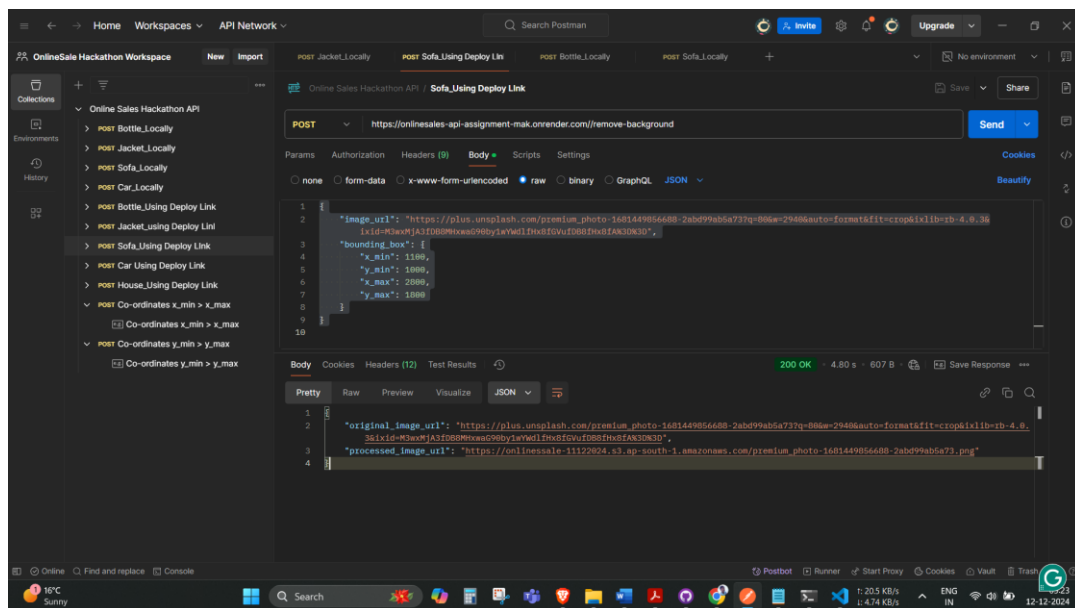 Home Workspaces API Network Search Postman Invite Upgrade
OnlineSale Hackathon Workspace New Import
POST Jacket_Locally POST Sofa_Using Deploy Lin POST Bottle_Locally POST Sofa_Locally No environment
Collections
Environments
History
Online Sales Hackathon API
POST Bottle_Locally
POST Jacket_Locally
POST Sofa_Locally
POST Car_Locally
POST Bottle_Using Deploy Link
POST Jacket_using Deploy Linl
POST Sofa_Using Deploy LInk
POST Car Using Deploy Link
POST House_Using Deploy Link
POST Co-ordinates x_min > x_max
Co-ordinates x_min > x_max
POST Co-ordinates y_min > y_max
Co-ordinates y_min > y_max
Online Sales Hackathon API / Sofa_Using Deploy LInk Save Share
POST https://onlinesales-api-assignment-mak.onrender.com//remove-background Send
Params Authorization Headers (9) Body Scripts Settings Cookies
none form-data x-www-form-urlencoded raw binary GraphQL JSON Beautify
1 {
2 "image_url": "https://plus.unsplash.com/premium_photo-1681449856688-2abd99ab5a73?q=80&w=2940&auto=format&fit=crop&ixlib=rb-4.0.3&
ixid=M3wxMjA3fDB8MHxwaG90by1wYWdlfHx8fGVufDB8fHx8fA%3D%3D",
3 "bounding_box": {
4 "x_min": 1100,
5 "y_min": 1000,
6 "x_max": 2800,
7 "y_max": 1800
8 }
9 }
10
Body Cookies Headers (12) Test Results 200 OK 4.80 s 607 B Save Response
Pretty Raw Preview Visualize JSON
1 {
2 "original_image_url": "https://plus.unsplash.com/premium_photo-1681449856688-2abd99ab5a73?q=80&w=2940&auto=format&fit=crop&ixlib=rb-4.0.
3&ixid=M3wxMjA3fDB8MHxwaG90by1wYWdlfHx8fGVufDB8fHx8fA%3D%3D",
3 "processed_image_url": "https://onlinessale-11122024.s3.ap-south-1.amazonaws.com/premium_photo-1681449856688-2abd99ab5a73.png"
4 }
Online Find and replace Console Postbot Runner Start Proxy Cookies Vault Trash
1 16°C
Sunny
Search
↑: 20.5 KB/s
↓: 4.74 KB/s
ENG
IN
12-12-2024